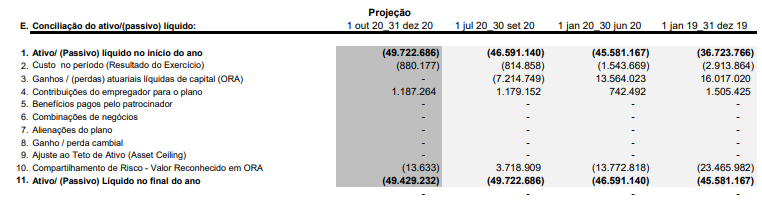 Projeção
E. Conciliação do ativo/(passivo) líquido: 1 out 20_31 dez 20 1 jul 20_30 set 20 1 jan 20_30 jun 20 1 jan 19_31 dez 19
1. Ativo/ (Passivo) líquido no início do ano (49.722.686) (46.591.140) (45.581.167) (36.723.766)
2. Custo no período (Resultado do Exercício) (880.177) (814.858) (1.543.669) (2.913.864)
3. Ganhos / (perdas) atuariais líquidas de capital (ORA) - (7.214.749) 13.564.023 16.017.020
4. Contribuições do empregador para o plano 1.187.264 1.179.152 742.492 1.505.425
5. Benefícios pagos pelo patrocinador - - - -
6. Combinações de negócios - - - -
7. Alienações do plano - - - -
8. Ganho / perda cambial - - - -
9. Ajuste ao Teto de Ativo (Asset Ceiling) - - - -
10. Compartilhamento de Risco - Valor Reconhecido em ORA (13.633) 3.718.909 (13.772.818) (23.465.982)
11. Ativo/ (Passivo) Líquido no final do ano (49.429.232) (49.722.686) (46.591.140) (45.581.167)
- - - -